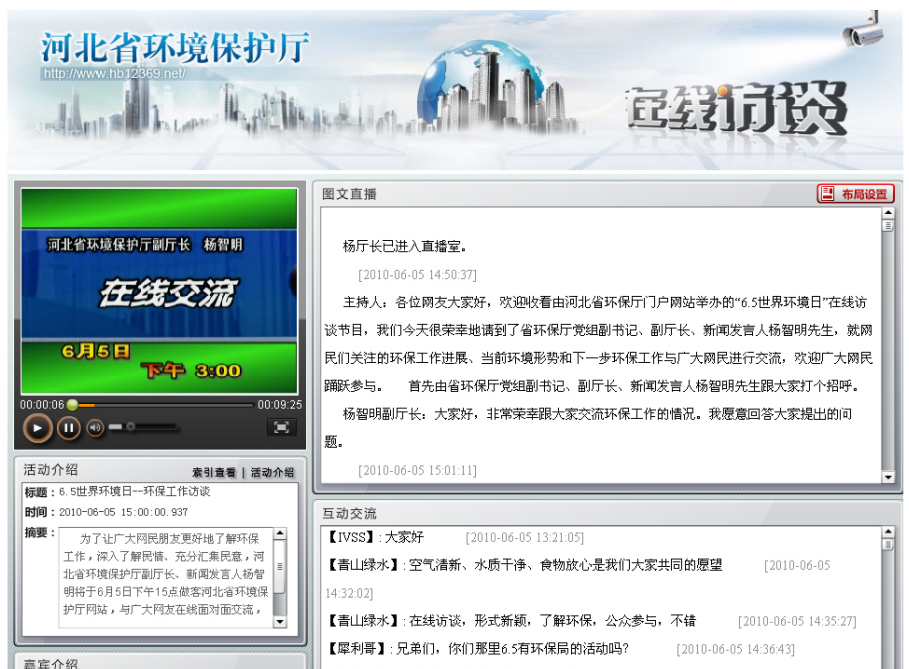 河北省环境保护厅
http://www.hb12369.net/
在线访谈
河北省环境保护厅副厅长 杨智明
在线交流
6月5日
下午 3:00
00:00:06
00:09:25
活动介绍
索引查看 | 活动介绍
标题：6.5世界环境日--环保工作访谈
时间：2010-06-05 15:00:00.937
摘要：
为了让广大网民朋友更好地了解环保
工作，深入了解民情、充分汇集民意，河
北省环境保护厅副厅长、新闻发言人杨智
明将于6月5日下午15点做客河北省环境保
护厅网站，与广大网友在线面对面交流，
嘉宾介绍
图文直播
布局设置
杨厅长已进入直播室。
[2010-06-05 14:50:37]
主持人：各位网友大家好，欢迎收看由河北省环保厅门户网站举办的“6.5世界环境日”在线访
谈节目，我们今天很荣幸地请到了省环保厅党组副书记、副厅长、新闻发言人杨智明先生，就网
民们关注的环保工作进展、当前环境形势和下一步环保工作与广大网民进行交流，欢迎广大网民
踊跃参与。 首先由省环保厅党组副书记、副厅长、新闻发言人杨智明先生跟大家打个招呼。
杨智明副厅长：大家好，非常荣幸跟大家交流环保工作的情况。我愿意回答大家提出的问
题。
[2010-06-05 15:01:11]
互动交流
【IVSS】: 大家好 [2010-06-05 13:21:05]
【青山绿水】: 空气清新、水质干净、食物放心是我们大家共同的愿望 [2010-06-05
14:32:02]
【青山绿水】: 在线访谈，形式新颖，了解环保，公众参与，不错 [2010-06-05 14:35:27]
【犀利哥】: 兄弟们，你们那里6.5有环保局的活动吗? [2010-06-05 14:36:43]